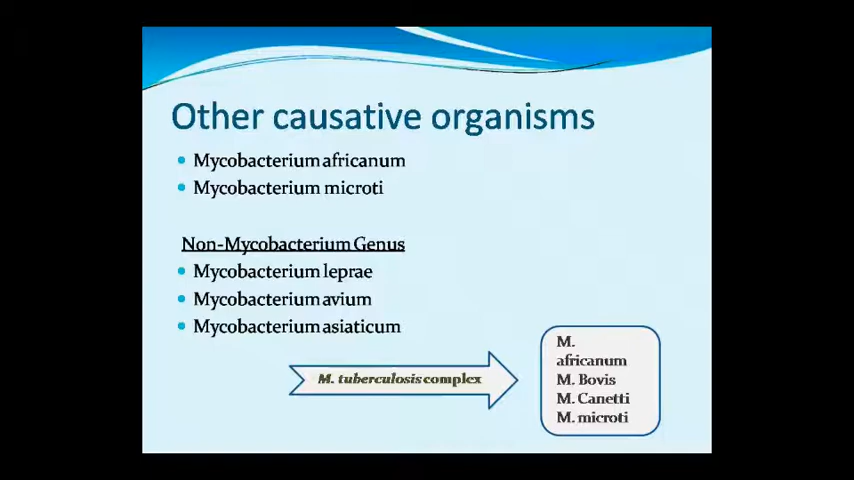 Other causative organisms
Mycobacterium africanum
Mycobacterium microti
Non-Mycobacterium Genus
Mycobacterium leprae
Mycobacterium avium
Mycobacterium asiaticum
M. tuberculosis complex
M.
africanum
M. Bovis
M. Canetti
M. microti